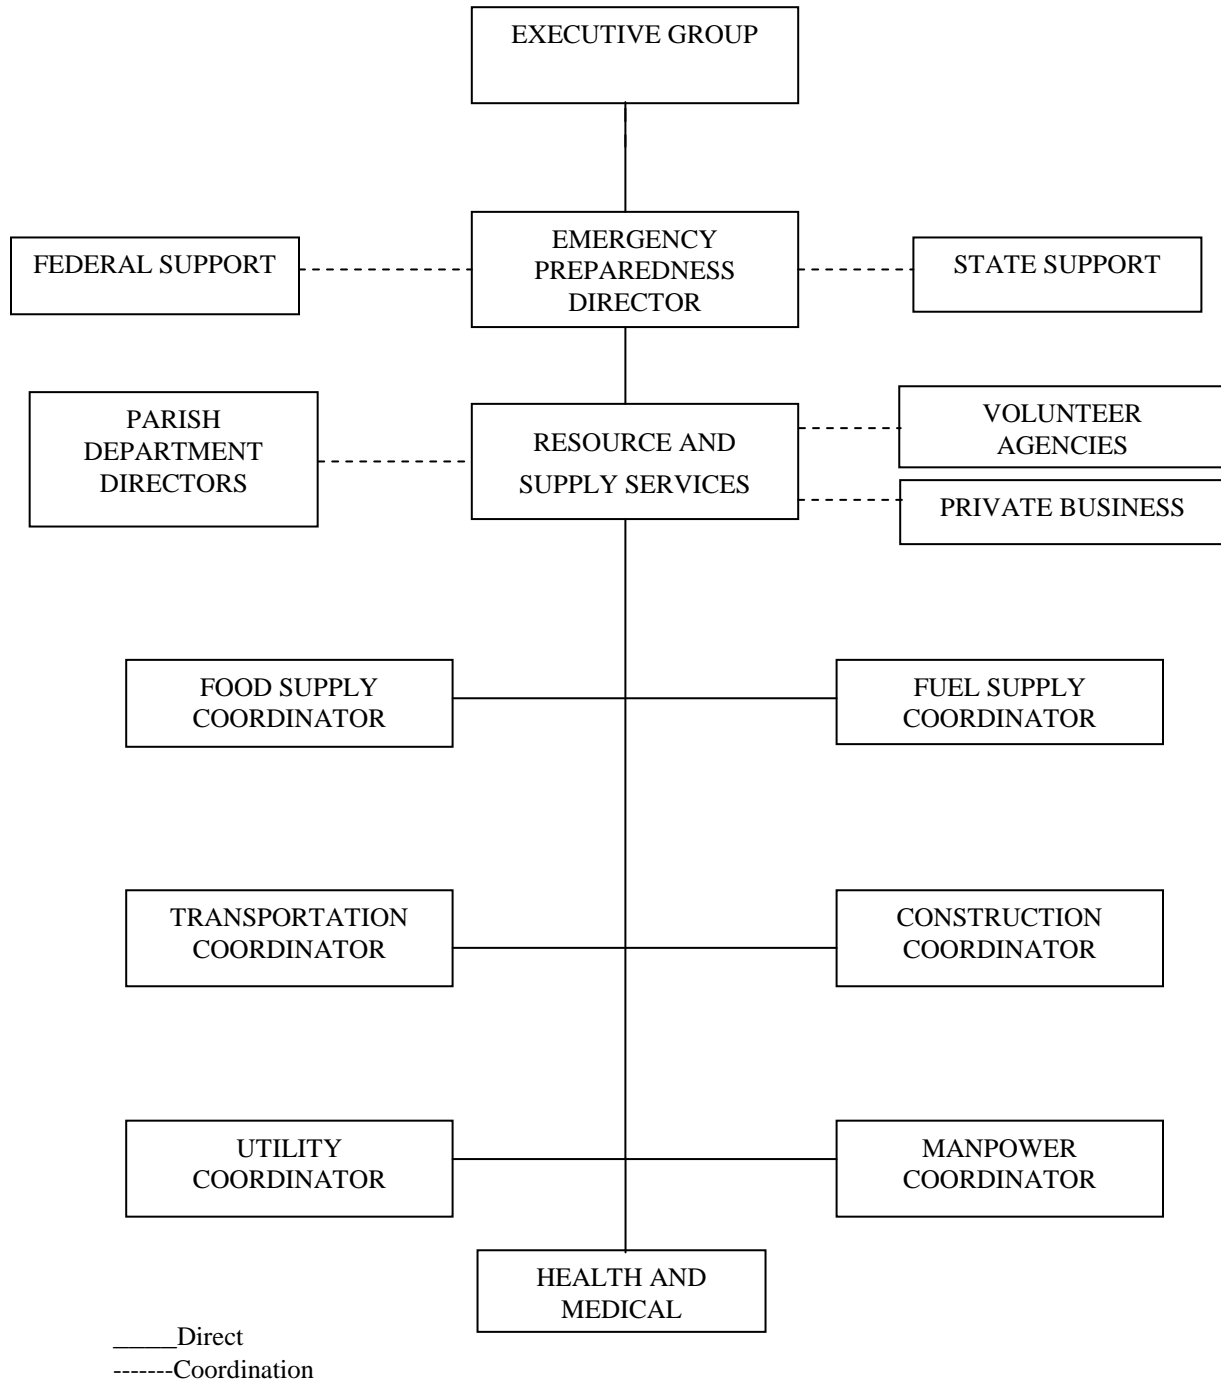 EXECUTIVE GROUP
FEDERAL SUPPORT
EMERGENCY
PREPAREDNESS
DIRECTOR
STATE SUPPORT
PARISH
DEPARTMENT
DIRECTORS
RESOURCE AND
SUPPLY SERVICES
VOLUNTEER
AGENCIES
PRIVATE BUSINESS
FOOD SUPPLY
COORDINATOR
FUEL SUPPLY
COORDINATOR
TRANSPORTATION
COORDINATOR
CONSTRUCTION
COORDINATOR
UTILITY
COORDINATOR
MANPOWER
COORDINATOR
HEALTH AND
MEDICAL
____Direct
-------Coordination